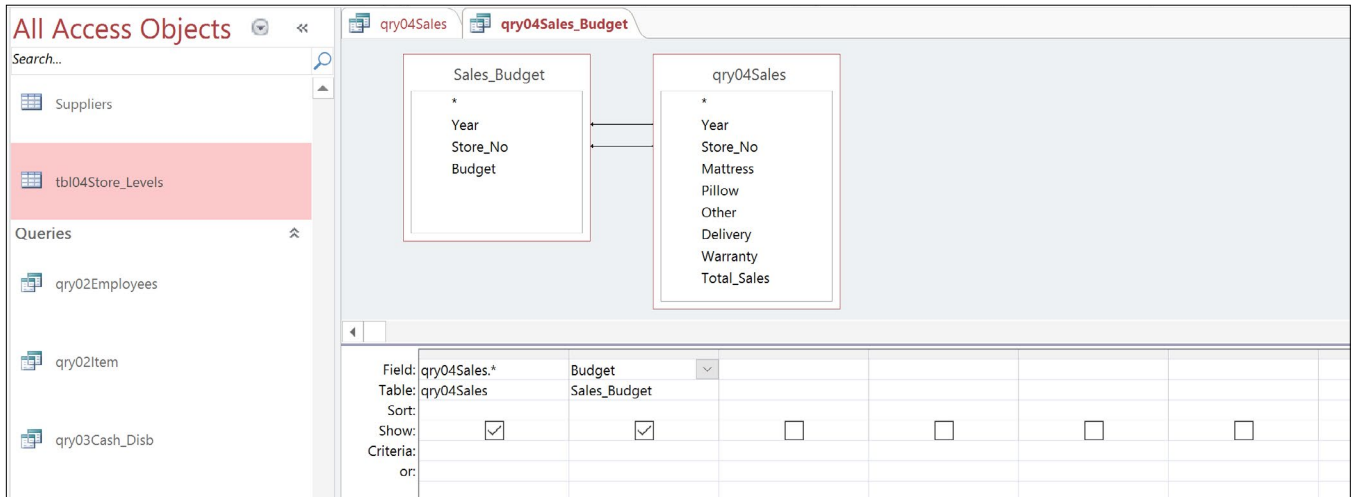 All Access Objects
Search...
Suppliers
tbl04Store_Levels
Queries
qry02Employees
qry02Item
qry03Cash_Disb
qry04Sales qry04Sales_Budget
Sales_Budget
*
Year
Store_No
Budget
qry04Sales
*
Year
Store_No
Mattress
Pillow
Other
Delivery
Warranty
Total_Sales
Field: qry04Sales.* Budget
Table: qry04Sales Sales_Budget
Sort:
Show:
Criteria:
or: